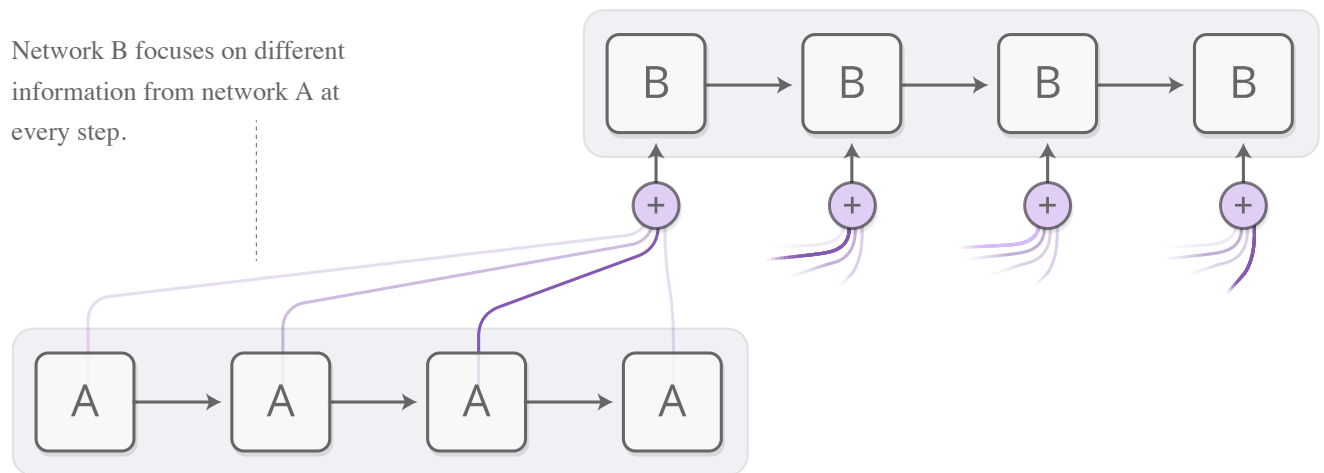 Network B focuses on different
information from network A at
every step.
B B B B
+ + + +
A A A A